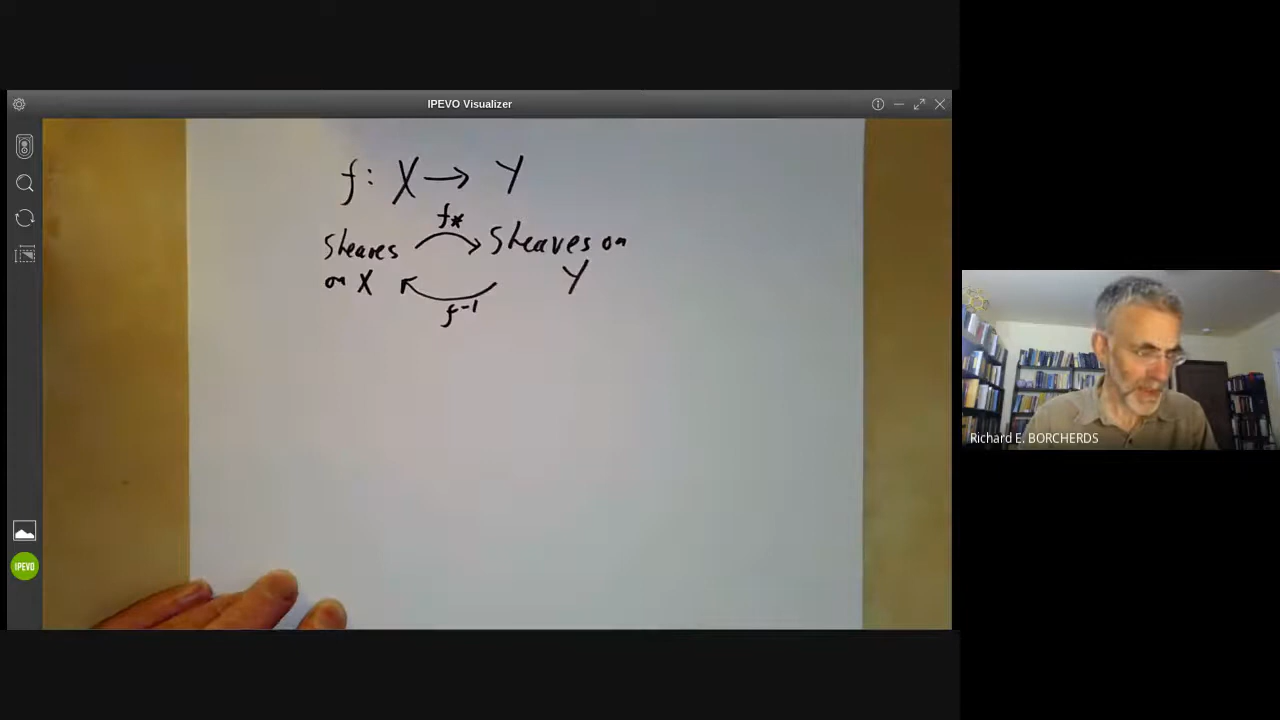 IPEVO Visualizer
f: X → Y
f*
Sheaves → Sheaves on
on X ← Y
f⁻¹
Richard E. BORCHERDS
IPEVO